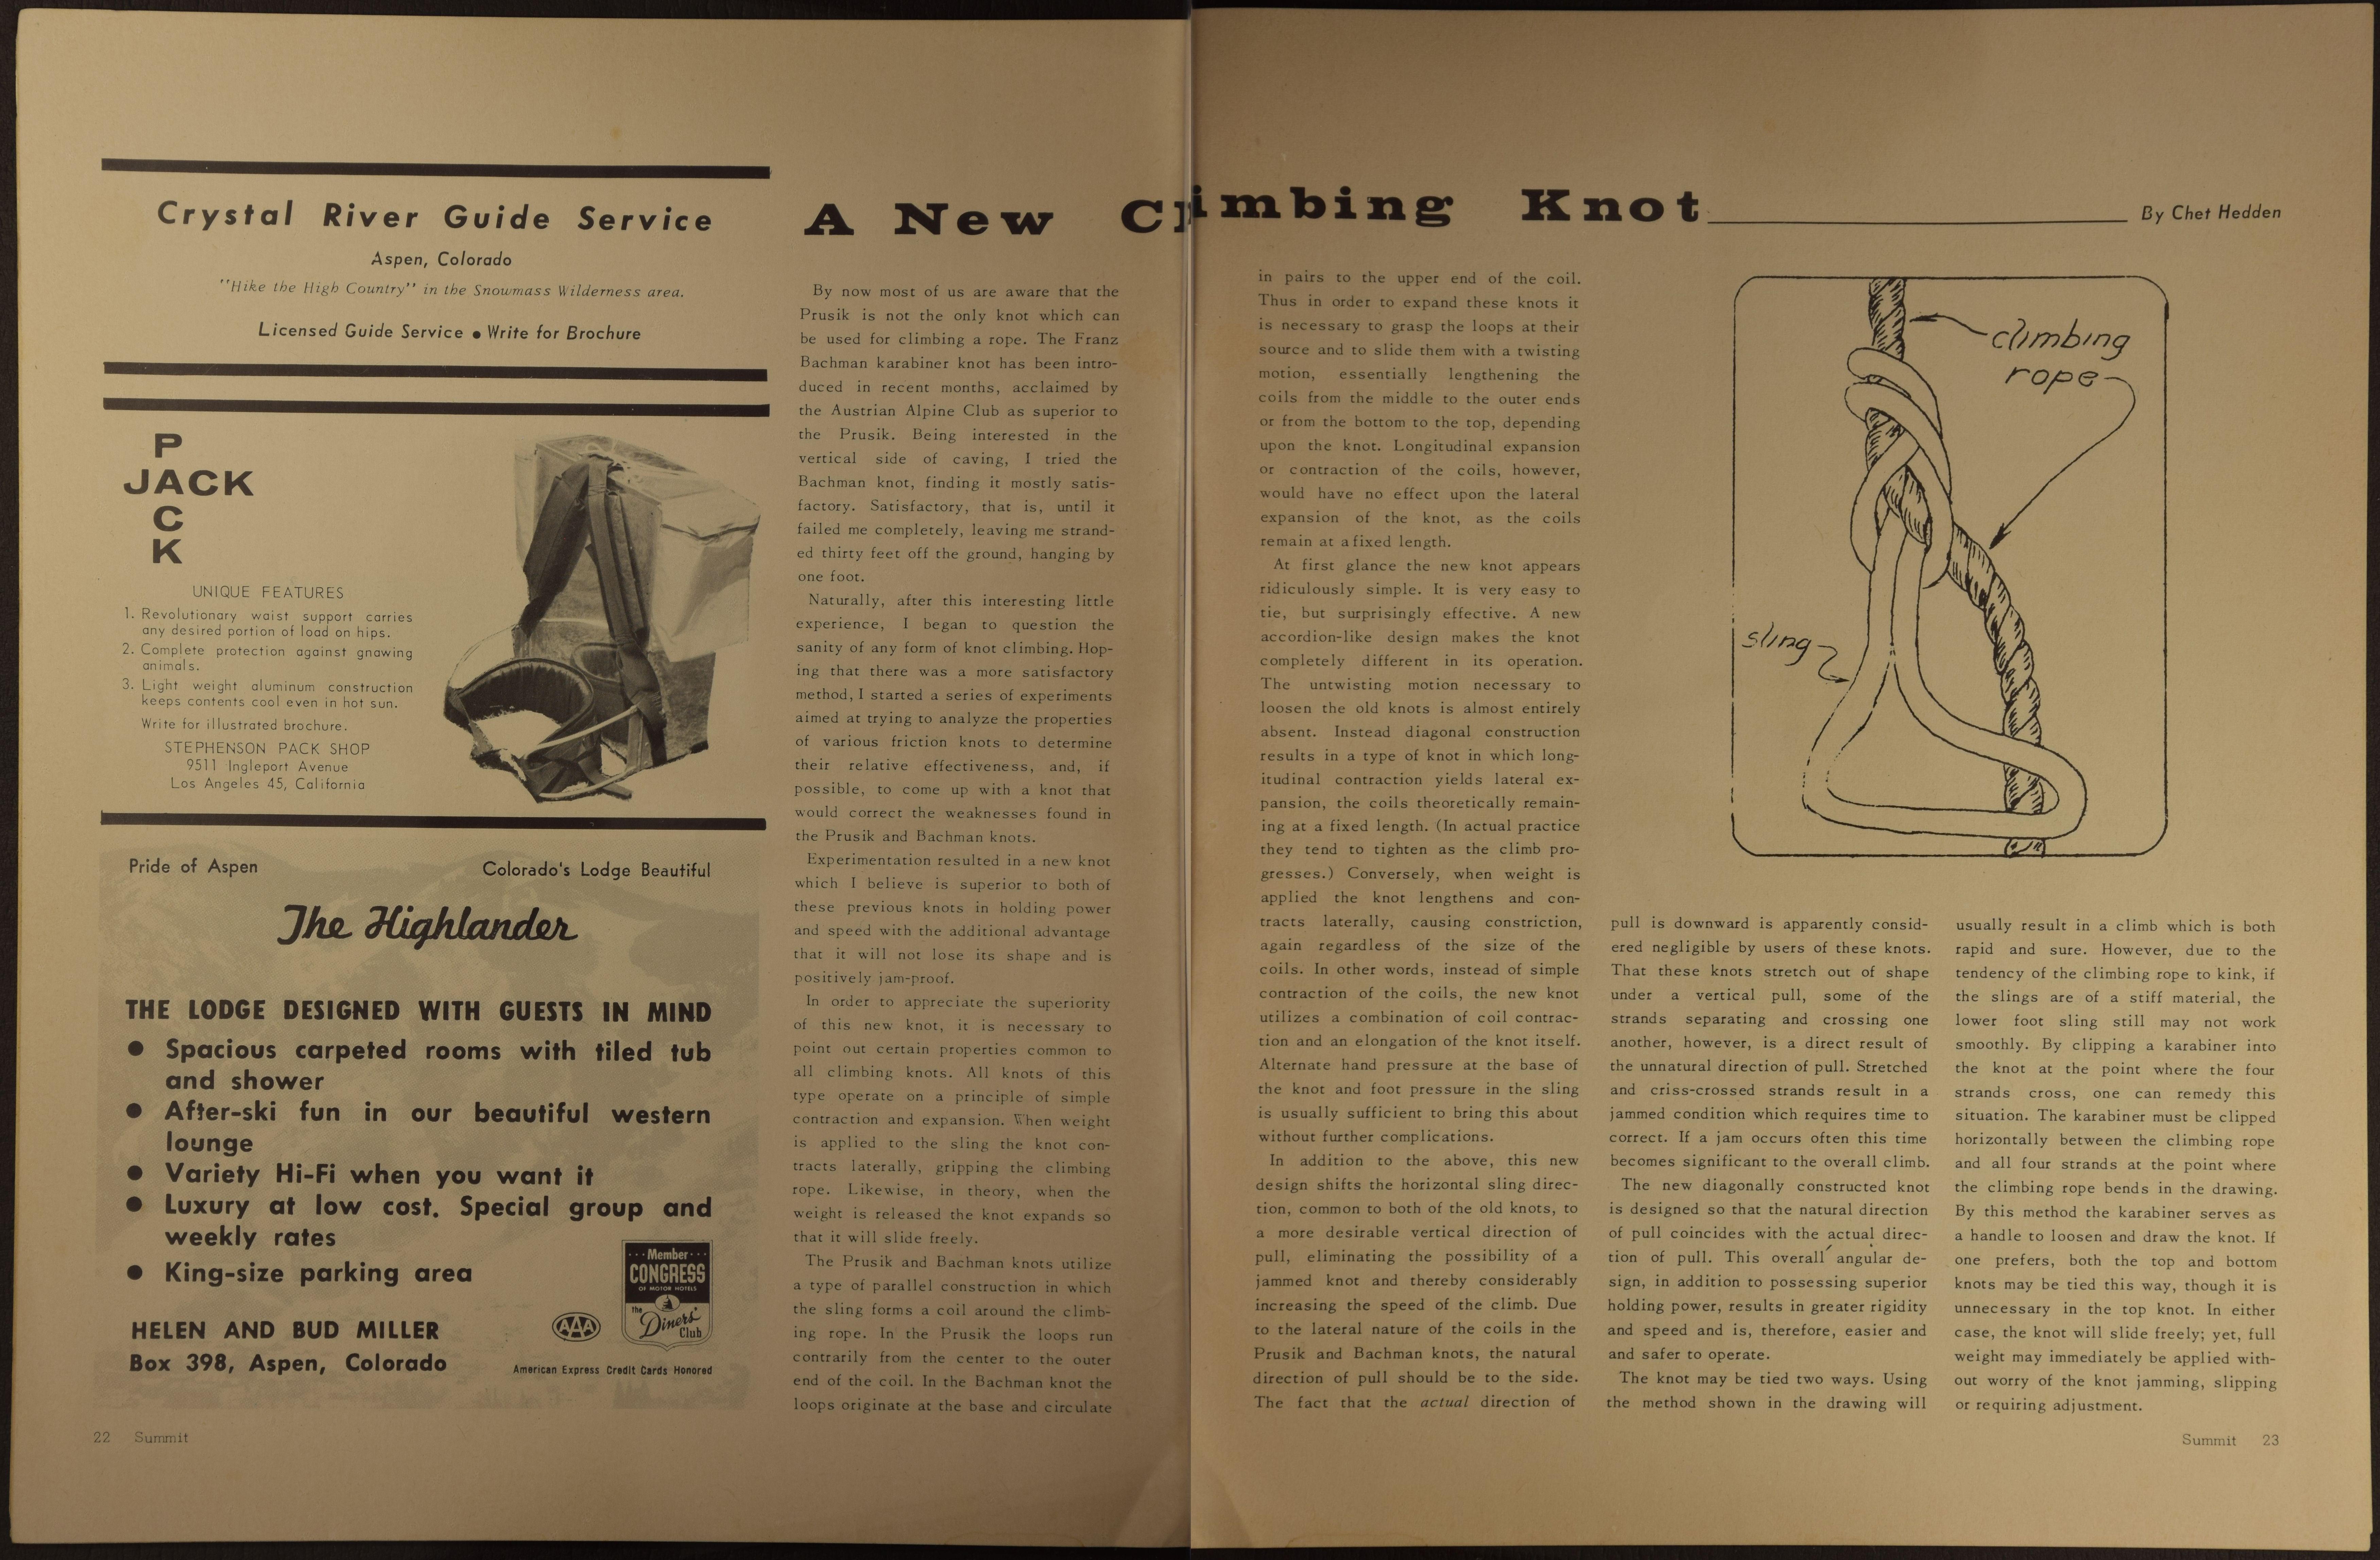 Crystal River Guide Service
Aspen, Colorado
"Hike the High Country" in the Snowmass Wilderness area.
Licensed Guide Service ● Write for Brochure
P
JACK
C
K
UNIQUE FEATURES
1. Revolutionary waist support carries
any desired portion of load on hips.
2. Complete protection against gnawing
animals.
3. Light weight aluminum construction
keeps contents cool even in hot sun.
Write for illustrated brochure.
STEPHENSON PACK SHOP
9511 Ingleport Avenue
Los Angeles 45, California
Pride of Aspen Colorado's Lodge Beautiful
The Highlander
THE LODGE DESIGNED WITH GUESTS IN MIND
● Spacious carpeted rooms with tiled tub
and shower
● After-ski fun in our beautiful western
lounge
● Variety Hi-Fi when you want it
● Luxury at low cost. Special group and
weekly rates
● King-size parking area
HELEN AND BUD MILLER
Box 398, Aspen, Colorado
AAA
Member
CONGRESS
OF MOTOR HOTELS
The
Diners'
Club
American Express Credit Cards Honored
22 Summit
A New Climbing Knot
By Chet Hedden
By now most of us are aware that the
Prusik is not the only knot which can
be used for climbing a rope. The Franz
Bachman karabiner knot has been intro-
duced in recent months, acclaimed by
the Austrian Alpine Club as superior to
the Prusik. Being interested in the
vertical side of caving, I tried the
Bachman knot, finding it mostly satis-
factory. Satisfactory, that is, until it
failed me completely, leaving me strand-
ed thirty feet off the ground, hanging by
one foot.
Naturally, after this interesting little
experience, I began to question the
sanity of any form of knot climbing. Hop-
ing that there was a more satisfactory
method, I started a series of experiments
aimed at trying to analyze the properties
of various friction knots to determine
their relative effectiveness, and, if
possible, to come up with a knot that
would correct the weaknesses found in
the Prusik and Bachman knots.
Experimentation resulted in a new knot
which I believe is superior to both of
these previous knots in holding power
and speed with the additional advantage
that it will not lose its shape and is
positively jam-proof.
In order to appreciate the superiority
of this new knot, it is necessary to
point out certain properties common to
all climbing knots. All knots of this
type operate on a principle of simple
contraction and expansion. When weight
is applied to the sling the knot con-
tracts laterally, gripping the climbing
rope. Likewise, in theory, when the
weight is released the knot expands so
that it will slide freely.
The Prusik and Bachman knots utilize
a type of parallel construction in which
the sling forms a coil around the climb-
ing rope. In the Prusik the loops run
contrarily from the center to the outer
end of the coil. In the Bachman knot the
loops originate at the base and circulate
in pairs to the upper end of the coil.
Thus in order to expand these knots it
is necessary to grasp the loops at their
source and to slide them with a twisting
motion, essentially lengthening the
coils from the middle to the outer ends
or from the bottom to the top, depending
upon the knot. Longitudinal expansion
or contraction of the coils, however,
would have no effect upon the lateral
expansion of the knot, as the coils
remain at a fixed length.
At first glance the new knot appears
ridiculously simple. It is very easy to
tie, but surprisingly effective. A new
accordion-like design makes the knot
completely different in its operation.
The untwisting motion necessary to
loosen the old knots is almost entirely
absent. Instead diagonal construction
results in a type of knot in which long-
itudinal contraction yields lateral ex-
pansion, the coils theoretically remain-
ing at a fixed length. (In actual practice
they tend to tighten as the climb pro-
gresses.) Conversely, when weight is
applied the knot lengthens and con-
tracts laterally, causing constriction,
again regardless of the size of the
coils. In other words, instead of simple
contraction of the coils, the new knot
utilizes a combination of coil contrac-
tion and an elongation of the knot itself.
Alternate hand pressure at the base of
the knot and foot pressure in the sling
is usually sufficient to bring this about
without further complications.
In addition to the above, this new
design shifts the horizontal sling direc-
tion, common to both of the old knots, to
a more desirable vertical direction of
pull, eliminating the possibility of a
jammed knot and thereby considerably
increasing the speed of the climb. Due
to the lateral nature of the coils in the
Prusik and Bachman knots, the natural
direction of pull should be to the side.
The fact that the actual direction of
climbing
rope
sling
pull is downward is apparently consid-
ered negligible by users of these knots.
That these knots stretch out of shape
under a vertical pull, some of the
strands separating and crossing one
another, however, is a direct result of
the unnatural direction of pull. Stretched
and criss-crossed strands result in a
jammed condition which requires time to
correct. If a jam occurs often this time
becomes significant to the overall climb.
The new diagonally constructed knot
is designed so that the natural direction
of pull coincides with the actual direc-
tion of pull. This overall angular de-
sign, in addition to possessing superior
holding power, results in greater rigidity
and speed and is, therefore, easier and
and safer to operate.
The knot may be tied two ways. Using
the method shown in the drawing will
usually result in a climb which is both
rapid and sure. However, due to the
tendency of the climbing rope to kink, if
the slings are of a stiff material, the
lower foot sling still may not work
smoothly. By clipping a karabiner into
the knot at the point where the four
strands cross, one can remedy this
situation. The karabiner must be clipped
horizontally between the climbing rope
and all four strands at the point where
the climbing rope bends in the drawing.
By this method the karabiner serves as
a handle to loosen and draw the knot. If
one prefers, both the top and bottom
knots may be tied this way, though it is
unnecessary in the top knot. In either
case, the knot will slide freely; yet, full
weight may immediately be applied with-
out worry of the knot jamming, slipping
or requiring adjustment.
Summit 23